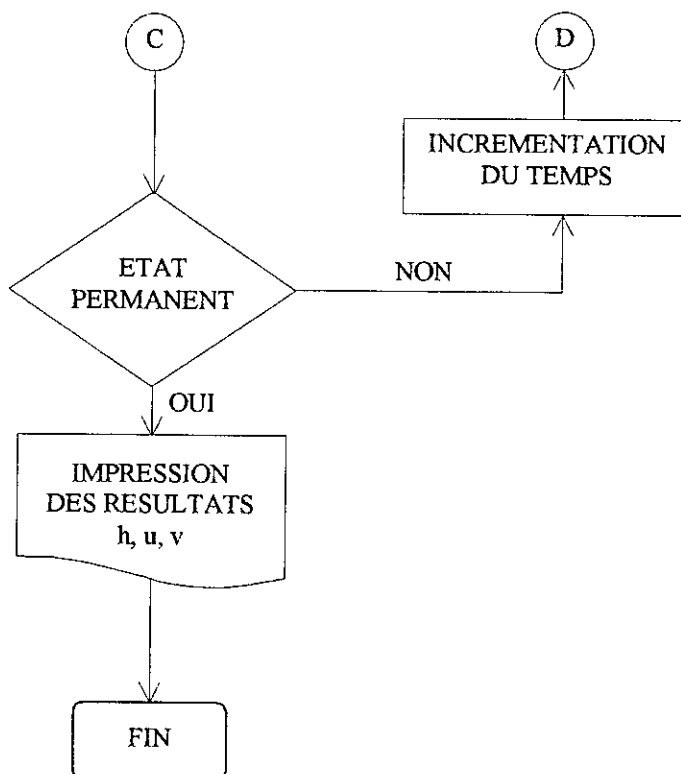 C
D
INCREMENTATION
DU TEMPS
ETAT
PERMANENT
NON
OUI
IMPRESSION
DES RESULTATS
h, u, v
FIN